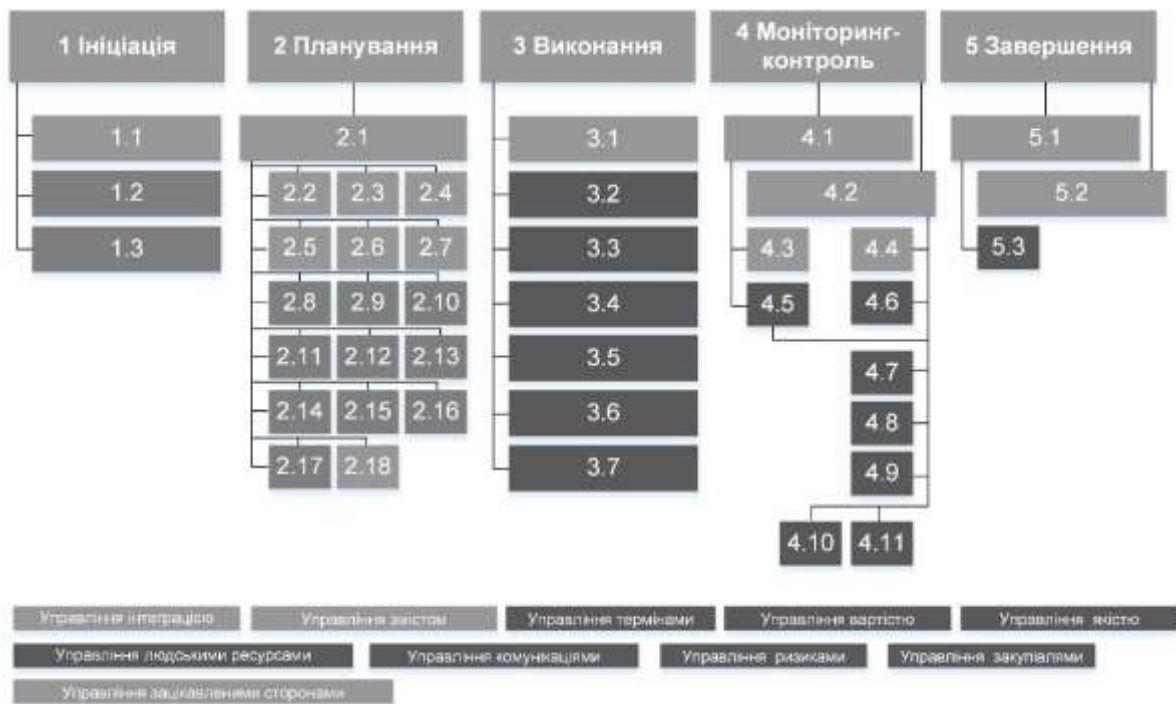 1 Ініціація
2 Планування
3 Виконання
4 Моніторинг-
контроль
5 Завершення
1.1
2.1
3.1
4.1
5.1
1.2
2.2 2.3 2.4
3.2
4.2
5.2
1.3
2.5 2.6 2.7
3.3
4.3 4.4
5.3
2.8 2.9 2.10
3.4
4.5 4.6
2.11 2.12 2.13
3.5
4.7
2.14 2.15 2.16
3.6
4.8
2.17 2.18
3.7
4.9
4.10 4.11
Управління інтеграцією
Управління змістом
Управління термінами
Управління вартістю
Управління якістю
Управління людськими ресурсами
Управління комунікаціями
Управління ризиками
Управління закупівлями
Управління зацікавленими сторонами